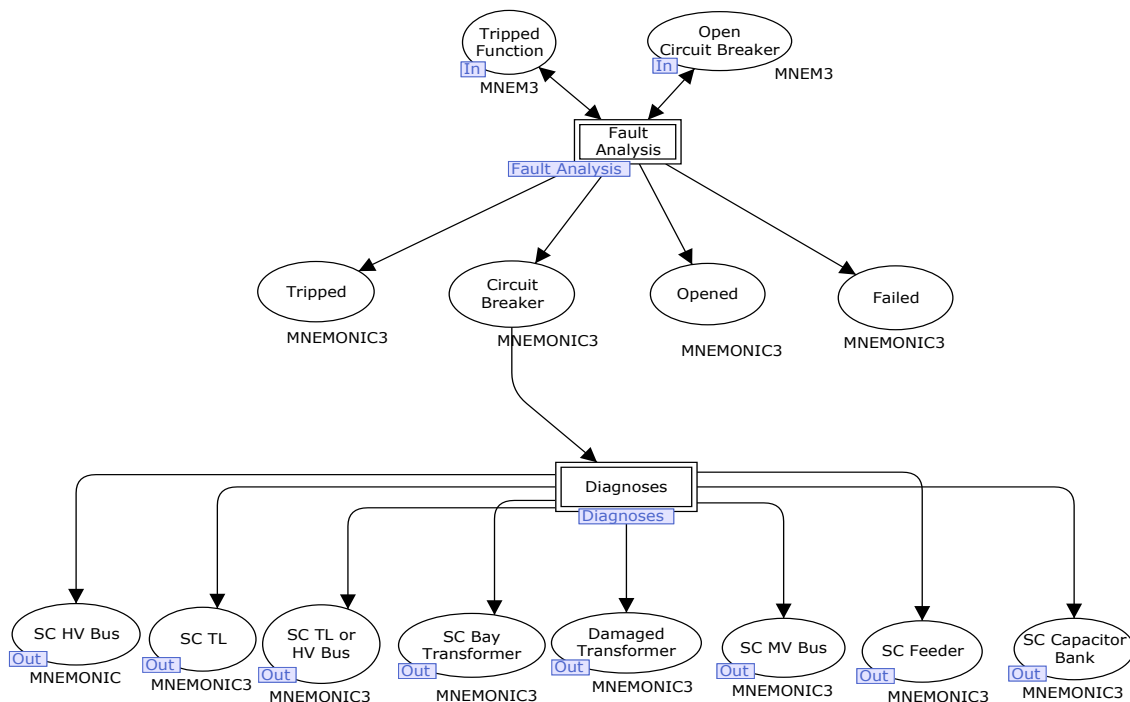 Tripped
Function
In
MNEM3
Open
Circuit Breaker
In
MNEM3
Fault
Analysis
Fault Analysis
Tripped
MNEMONIC3
Circuit
Breaker
MNEMONIC3
Opened
MNEMONIC3
Failed
MNEMONIC3
Diagnoses
Diagnoses
SC HV Bus
Out
MNEMONIC
SC TL
Out
MNEMONIC3
SC TL or
HV Bus
Out
MNEMONIC3
SC Bay
Transformer
Out
MNEMONIC3
Damaged
Transformer
Out
MNEMONIC3
SC MV Bus
Out
MNEMONIC3
SC Feeder
Out
MNEMONIC3
SC Capacitor
Bank
Out
MNEMONIC3